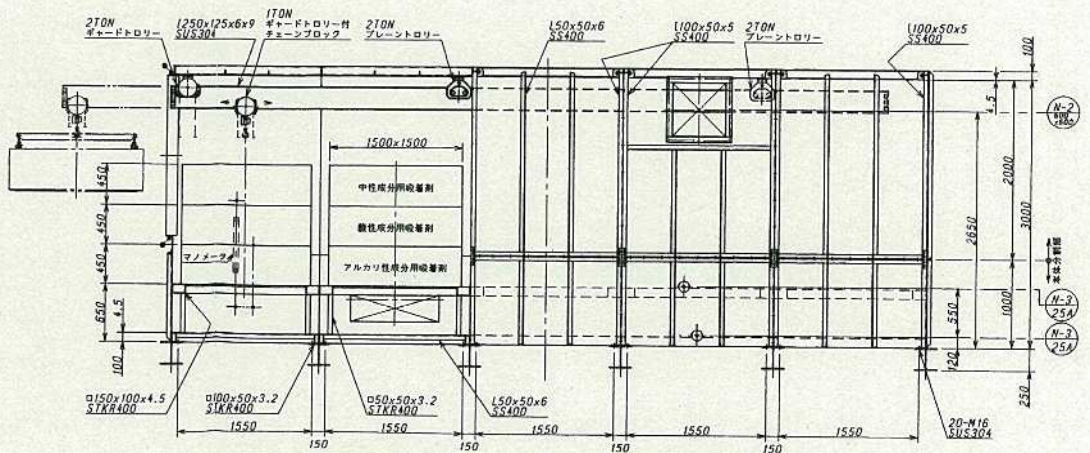 2TON
ギャードトロリー
I250x125x6x9
SUS304
1TON
ギャードトロリー付
チェーンブロック
2TON
プレーントロリー
L50x50x6
SS400
[100x50x5
SS400
2TON
プレーントロリー
[100x50x5
SS400
100
4.5
N-2
2000
2650
3000
1500x1500
中性成分用吸着剤
酸性成分用吸着剤
アルカリ性成分用吸着剤
マノメータ
450
450
450
650
4.5
100
本体分割部
N-3
25A
N-3
25A
550
1000
120
250
□150x100x4.5
STKR400
□100x50x3.2
STKR400
□50x50x3.2
STKR400
L50x50x6
SS400
20-M16
SUS304
1550
150
1550
150
1550
150
1550
150
1550